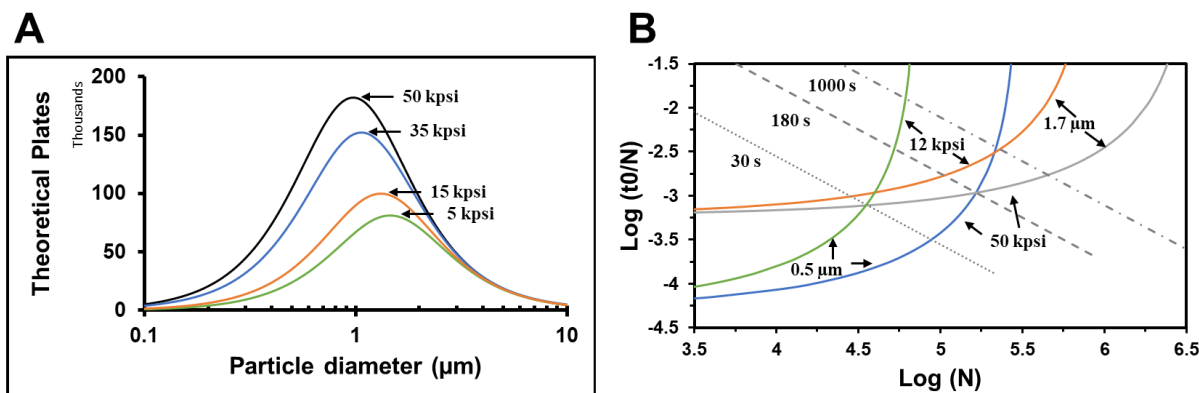 A
Theoretical Plates
Thousands
200
150
100
50
0
50 kpsi
35 kpsi
15 kpsi
5 kpsi
0.1
1
10
Particle diameter (µm)
B
Log (t0/N)
-1.5
-2
-2.5
-3
-3.5
-4
-4.5
1000 s
180 s
30 s
1.7 µm
12 kpsi
50 kpsi
0.5 µm
3.5
4
4.5
5
5.5
6
6.5
Log (N)